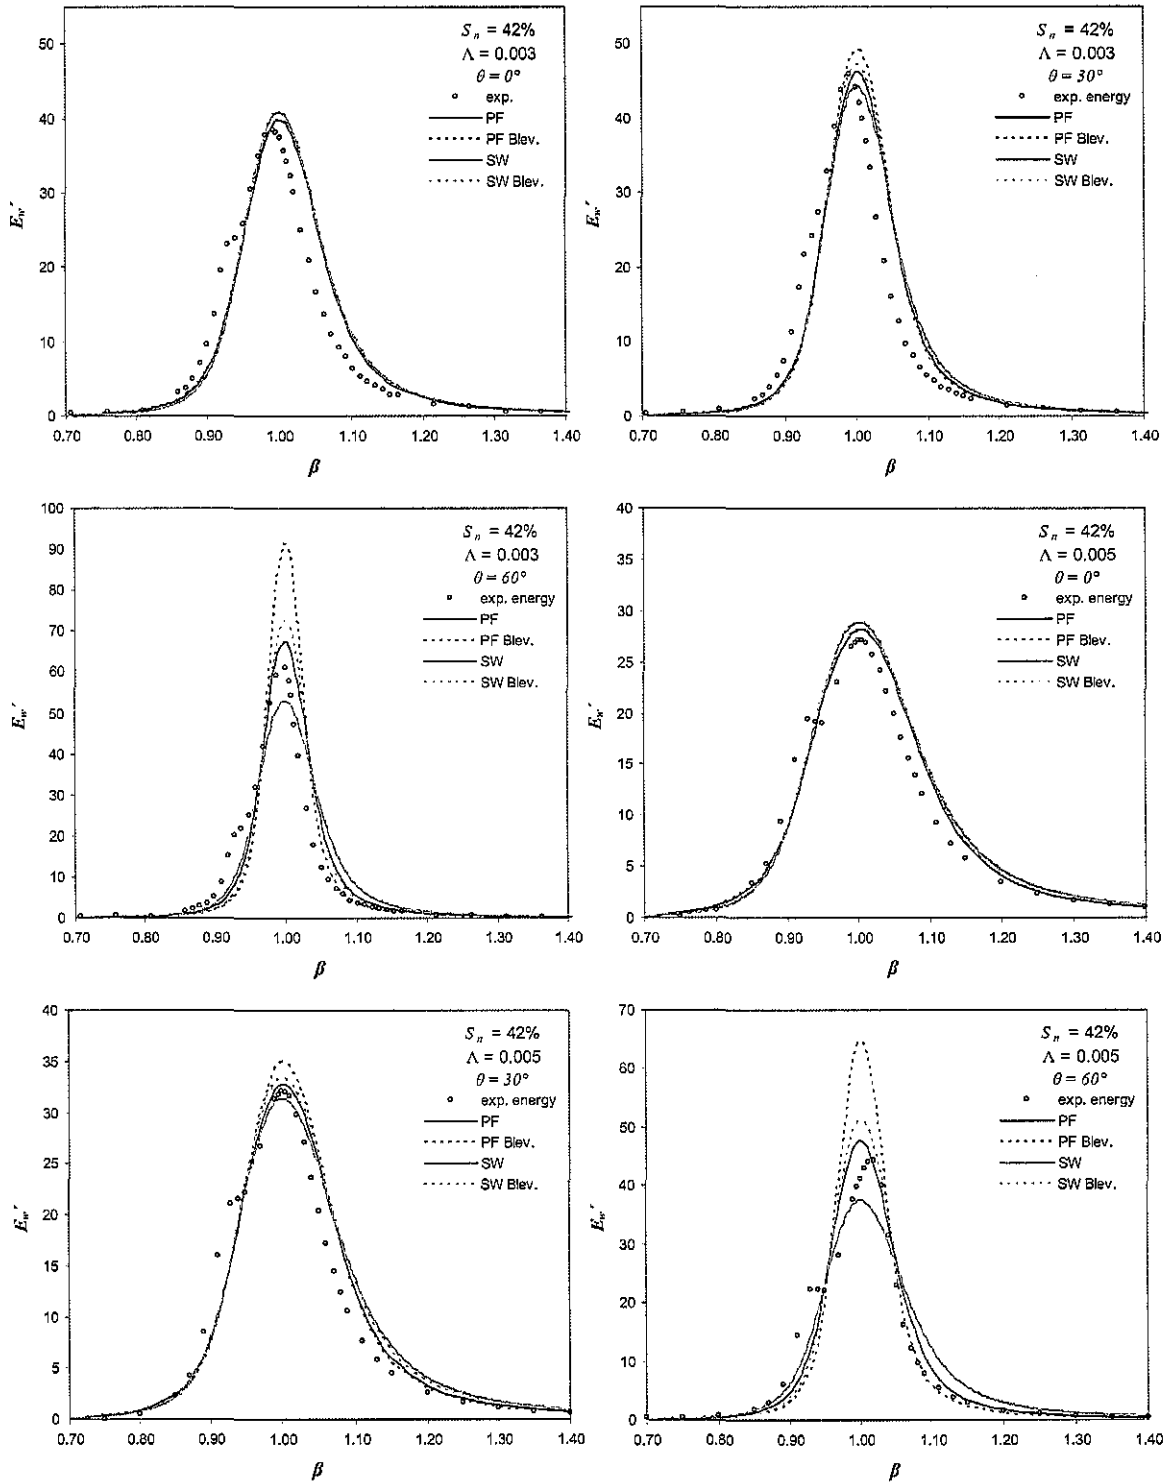 S_n = 42%
Λ = 0.003
θ = 0°
exp.
PF
PF Blev.
SW
SW Blev.
50
40
30
20
10
0
E_w´
0.70 0.80 0.90 1.00 1.10 1.20 1.30 1.40
β
S_n = 42%
Λ = 0.003
θ = 30°
exp. energy
PF
PF Blev.
SW
SW Blev.
50
40
30
20
10
0
E_w´
0.70 0.80 0.90 1.00 1.10 1.20 1.30 1.40
β
S_n = 42%
Λ = 0.003
θ = 60°
exp. energy
PF
PF Blev.
SW
SW Blev.
100
90
80
70
60
50
40
30
20
10
0
E_w´
0.70 0.80 0.90 1.00 1.10 1.20 1.30 1.40
β
S_n = 42%
Λ = 0.005
θ = 0°
exp. energy
PF
PF Blev.
SW
SW Blev.
40
35
30
25
20
15
10
5
0
E_w´
0.70 0.80 0.90 1.00 1.10 1.20 1.30 1.40
β
S_n = 42%
Λ = 0.005
θ = 30°
exp. energy
PF
PF Blev.
SW
SW Blev.
40
35
30
25
20
15
10
5
0
E_w´
0.70 0.80 0.90 1.00 1.10 1.20 1.30 1.40
β
S_n = 42%
Λ = 0.005
θ = 60°
exp. energy
PF
PF Blev.
SW
SW Blev.
70
60
50
40
30
20
10
0
E_w´
0.70 0.80 0.90 1.00 1.10 1.20 1.30 1.40
β